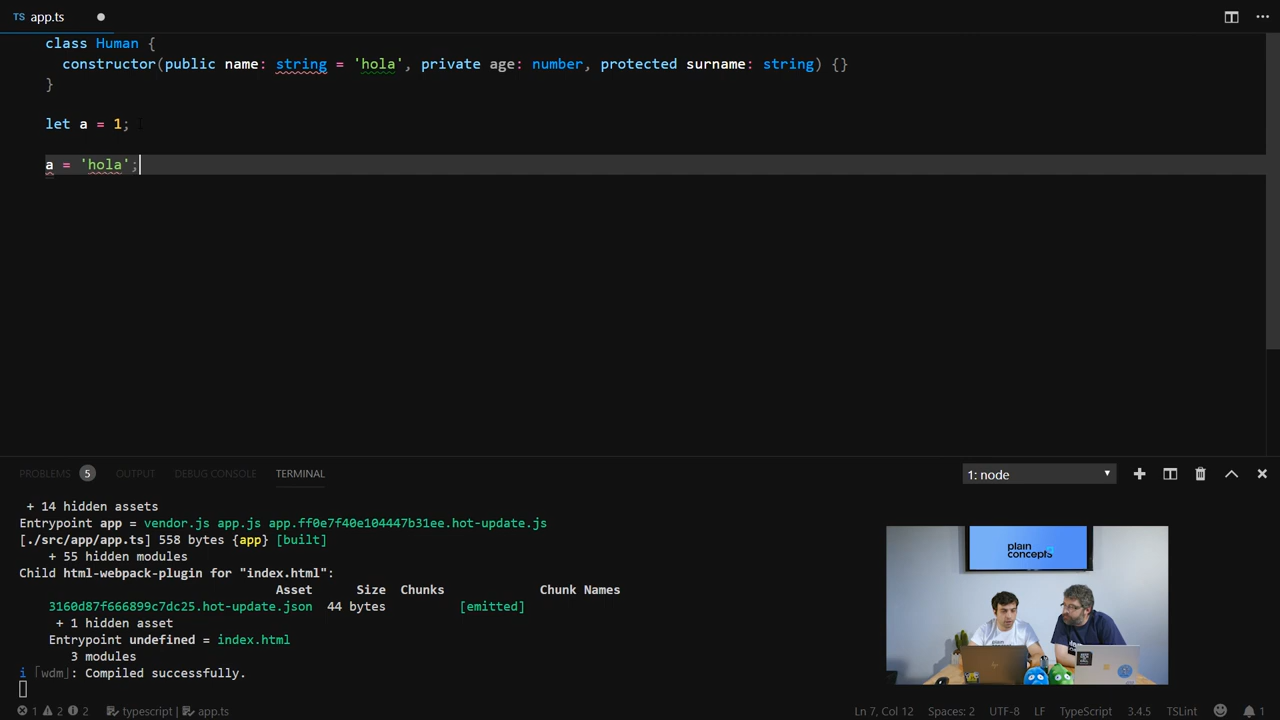 TS app.ts
class Human {
constructor(public name: string = 'hola', private age: number, protected surname: string) {}
}
let a = 1;
a = 'hola';
PROBLEMS 5 OUTPUT DEBUG CONSOLE TERMINAL 1: node
+ 14 hidden assets
Entrypoint app = vendor.js app.js app.ff0e7f40e104447b31ee.hot-update.js
[./src/app/app.ts] 558 bytes {app} [built]
+ 55 hidden modules
Child html-webpack-plugin for "index.html":
Asset Size Chunks Chunk Names
3160d87f666899c7dc25.hot-update.json 44 bytes [emitted]
+ 1 hidden asset
Entrypoint undefined = index.html
3 modules
i ｢wdm｣: Compiled successfully.
plain concepts
1 2 2 typescript | app.ts Ln 7, Col 12 Spaces: 2 UTF-8 LF TypeScript 3.4.5 TSLint 1